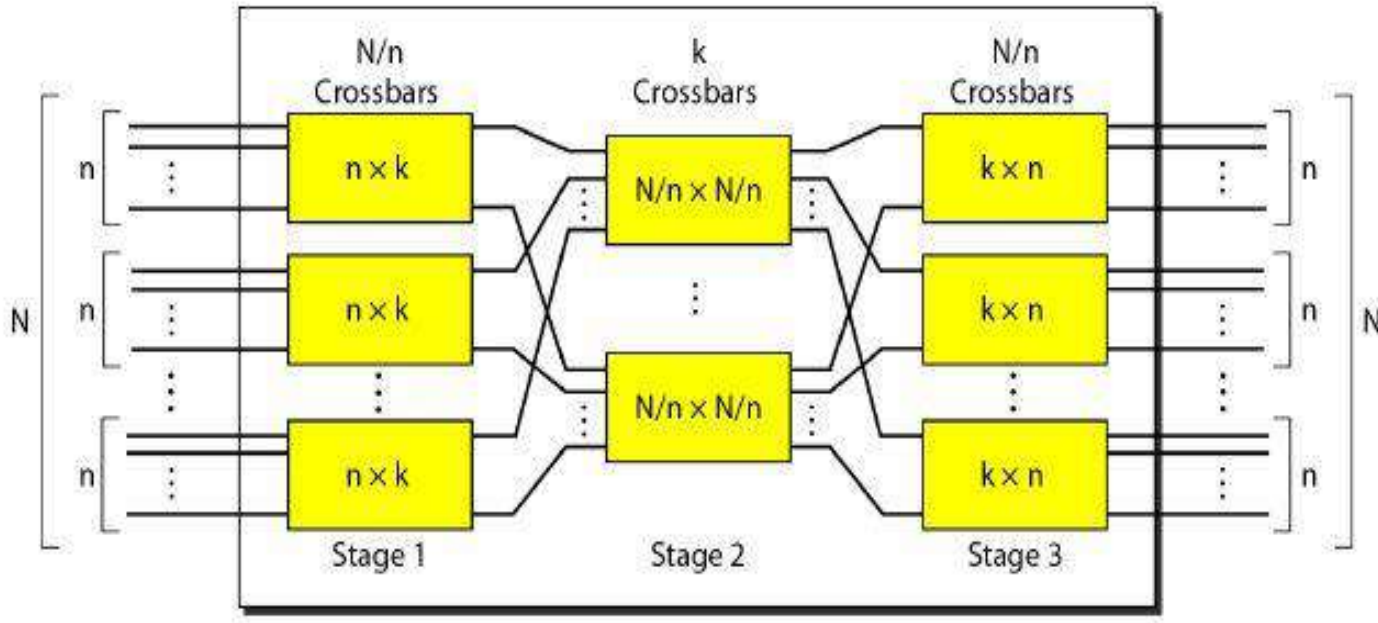 N/n
Crossbars
k
Crossbars
N/n
Crossbars
n
n × k
N/n × N/n
k × n
n
N
n
n × k
k × n
n
N
N/n × N/n
n
n × k
k × n
n
Stage 1
Stage 2
Stage 3